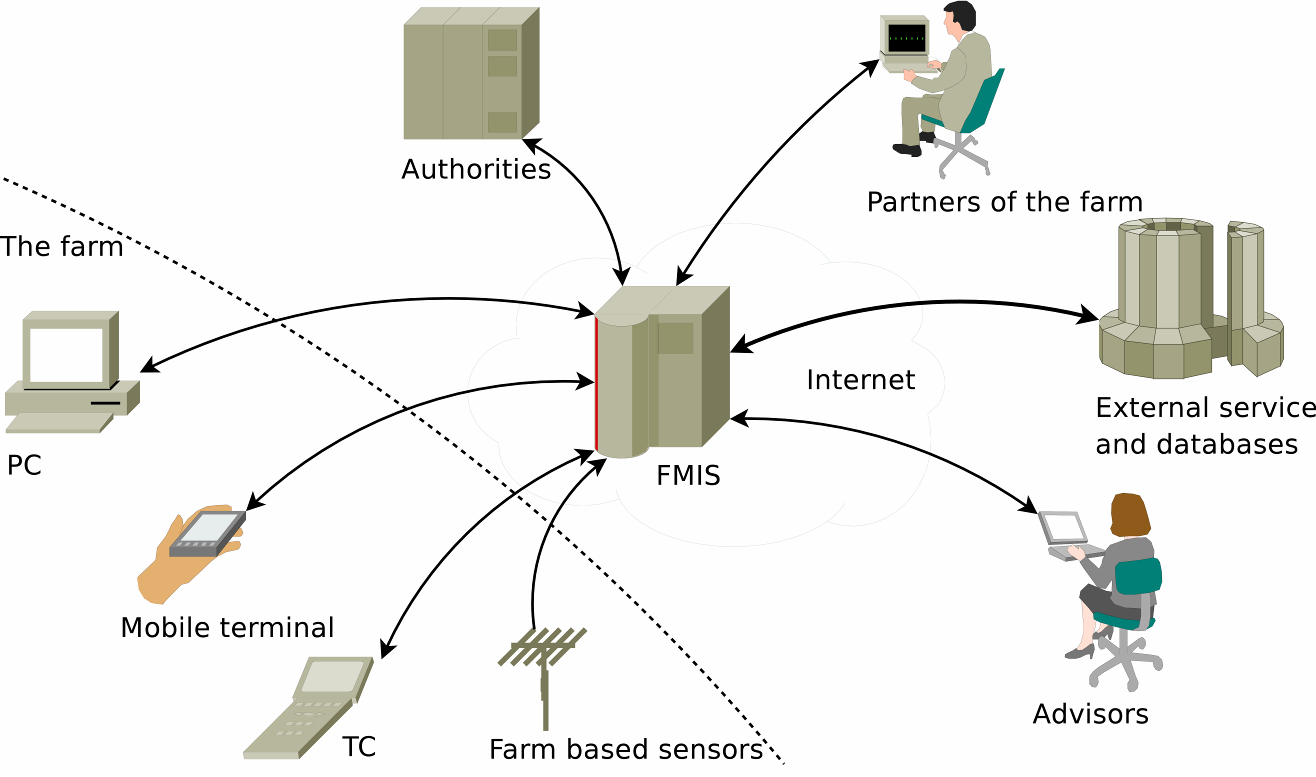 Authorities
Partners of the farm
The farm
Internet
External service
and databases
PC
FMIS
Mobile terminal
Advisors
TC
Farm based sensors